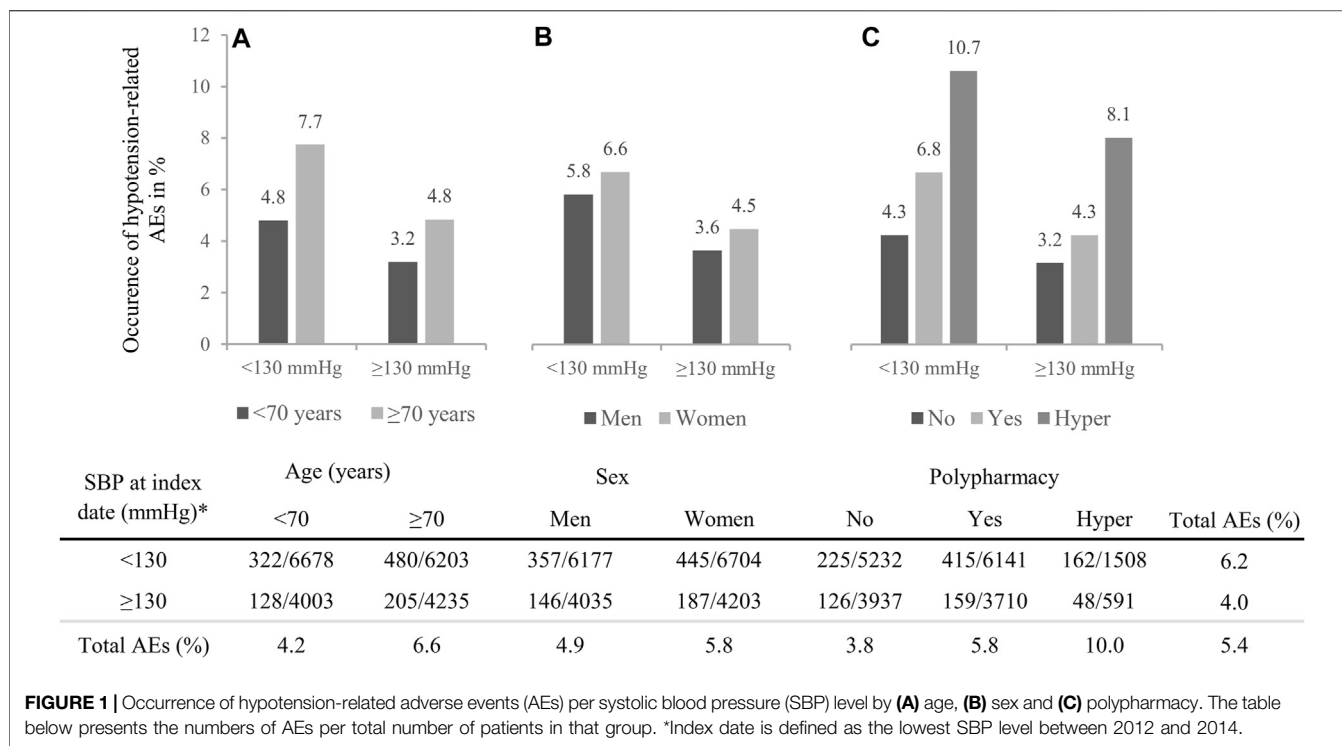 12
10
8
6
4
2
0
Occurence of hypotension-related
AEs in %
A
4.8
7.7
3.2
4.8
<130 mmHg
≥130 mmHg
<70 years
≥70 years
B
5.8
6.6
3.6
4.5
<130 mmHg
≥130 mmHg
Men
Women
C
4.3
6.8
10.7
3.2
4.3
8.1
<130 mmHg
≥130 mmHg
No
Yes
Hyper
SBP at index
date (mmHg)*
Age (years)
Sex
Polypharmacy
<70 ≥70 Men Women No Yes Hyper Total AEs (%)
<130 322/6678 480/6203 357/6177 445/6704 225/5232 415/6141 162/1508 6.2
≥130 128/4003 205/4235 146/4035 187/4203 126/3937 159/3710 48/591 4.0
Total AEs (%) 4.2 6.6 4.9 5.8 3.8 5.8 10.0 5.4
FIGURE 1 | Occurrence of hypotension-related adverse events (AEs) per systolic blood pressure (SBP) level by (A) age, (B) sex and (C) polypharmacy. The table
below presents the numbers of AEs per total number of patients in that group. *Index date is defined as the lowest SBP level between 2012 and 2014.